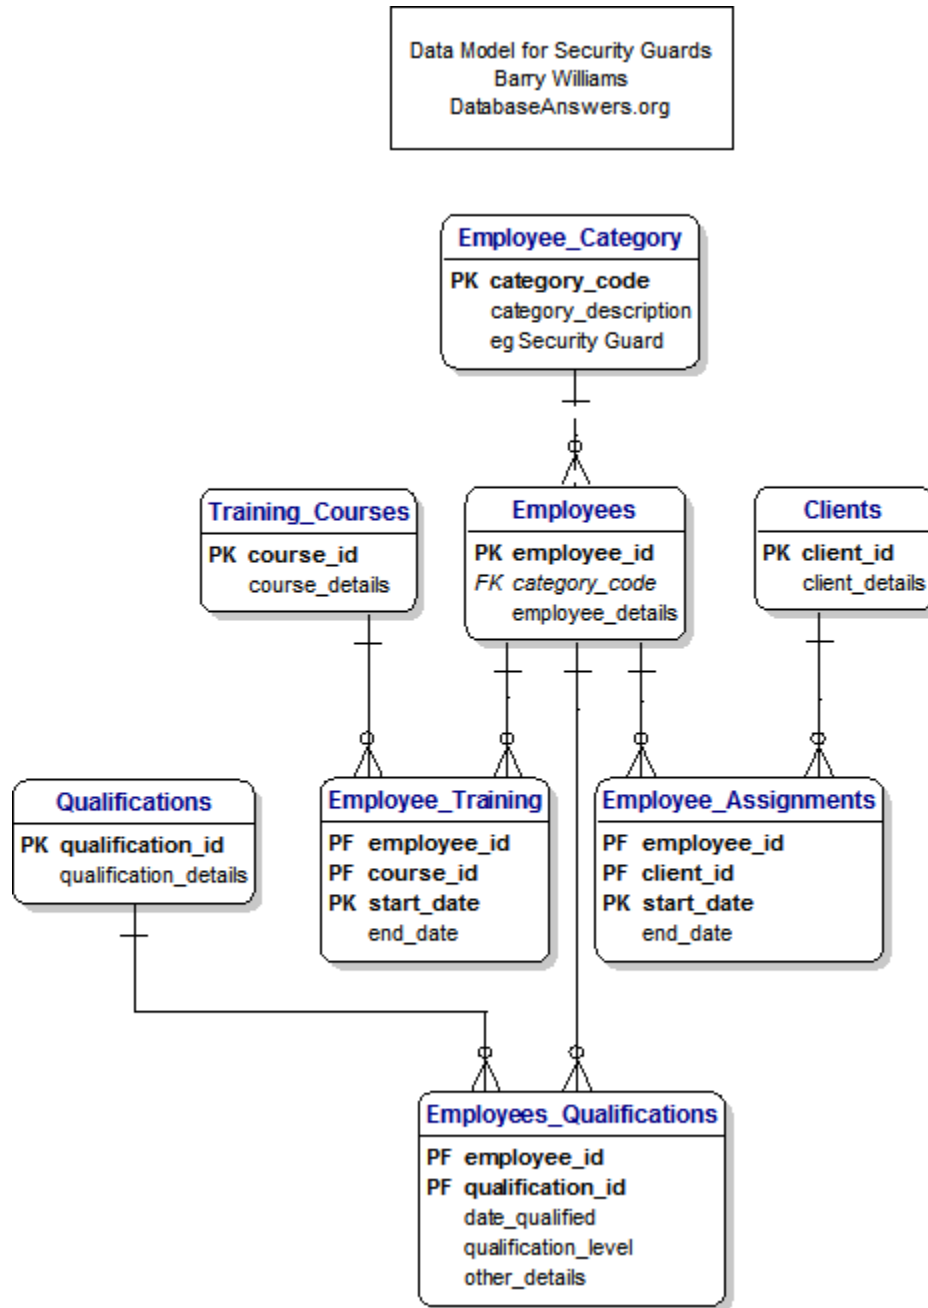 Data Model for Security Guards
Barry Williams
DatabaseAnswers.org
Employee_Category
PK category_code
category_description
eg Security Guard
Training_Courses
PK course_id
course_details
Employees
PK employee_id
FK category_code
employee_details
Clients
PK client_id
client_details
Qualifications
PK qualification_id
qualification_details
Employee_Training
PF employee_id
PF course_id
PK start_date
end_date
Employee_Assignments
PF employee_id
PF client_id
PK start_date
end_date
Employees_Qualifications
PF employee_id
PF qualification_id
date_qualified
qualification_level
other_details